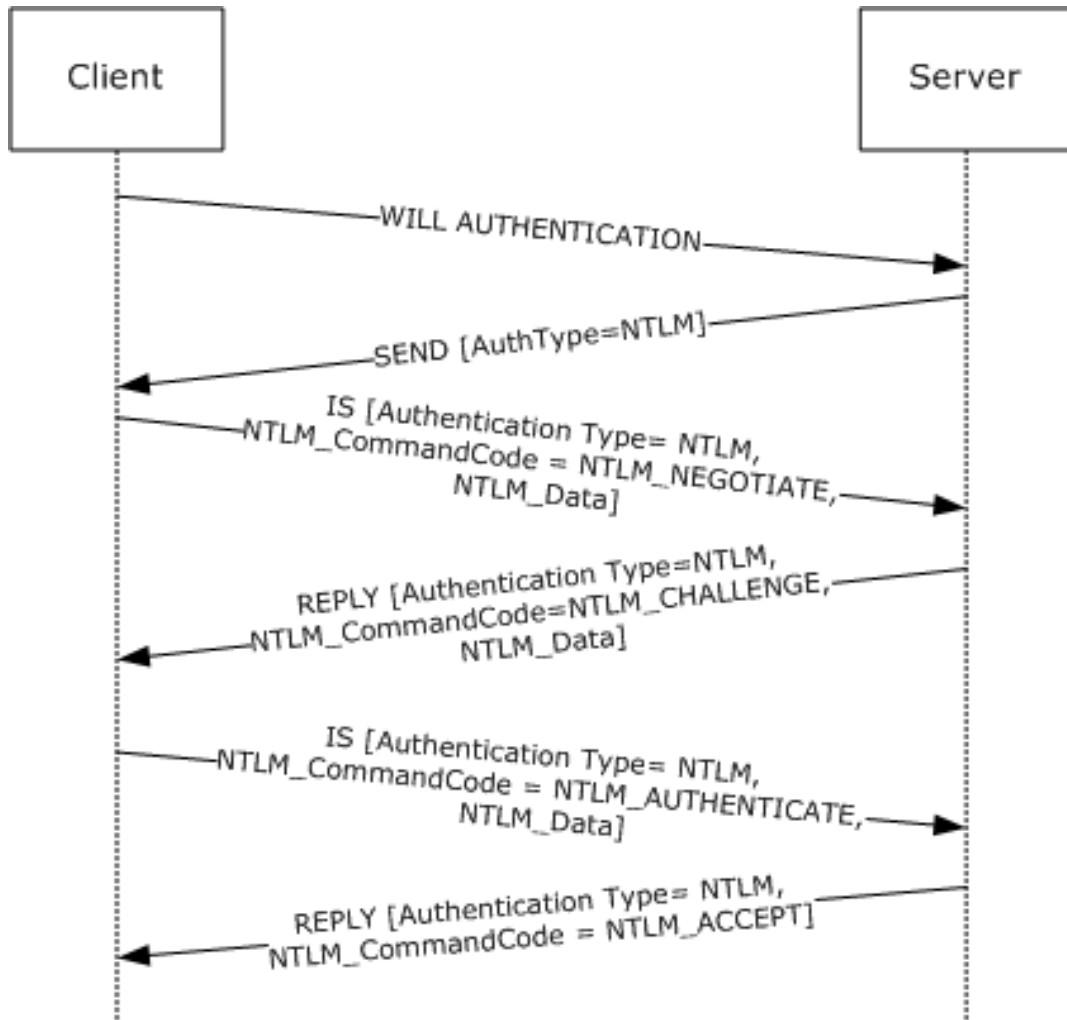 Client
Server
WILL AUTHENTICATION
SEND [AuthType=NTLM]
IS [Authentication Type= NTLM,
NTLM_CommandCode = NTLM_NEGOTIATE,
NTLM_Data]
REPLY [Authentication Type=NTLM,
NTLM_CommandCode=NTLM_CHALLENGE,
NTLM_Data]
IS [Authentication Type= NTLM,
NTLM_CommandCode = NTLM_AUTHENTICATE,
NTLM_Data]
REPLY [Authentication Type= NTLM,
NTLM_CommandCode = NTLM_ACCEPT]